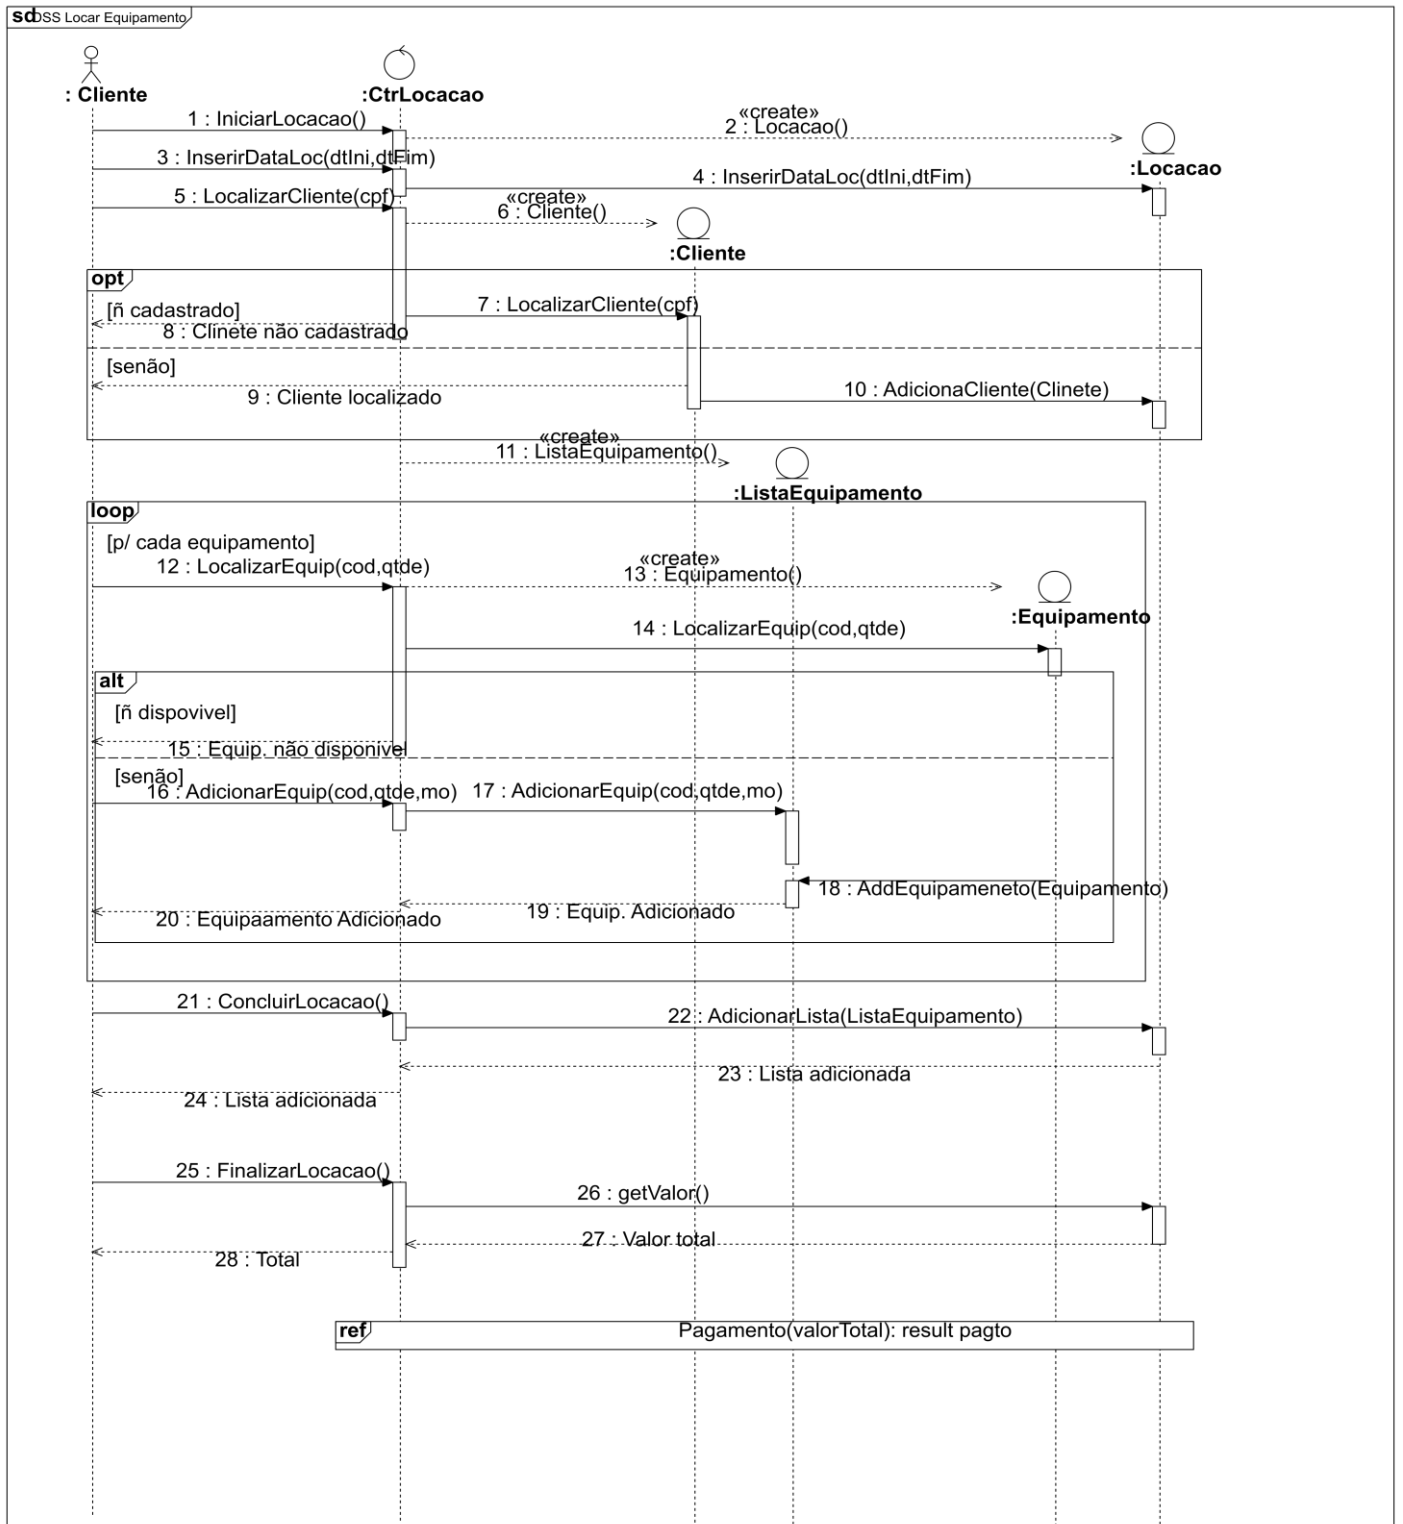 sd DSS Locar Equipamento
: Cliente
:CtrLocacao
1 : IniciarLocacao()
«create»
2 : Locacao()
:Locacao
3 : InserirDataLoc(dtIni,dtFim)
4 : InserirDataLoc(dtIni,dtFim)
5 : LocalizarCliente(cpf)
«create»
6 : Cliente()
:Cliente
opt
[ñ cadastrado]
7 : LocalizarCliente(cpf)
8 : Clinete não cadastrado
[senão]
9 : Cliente localizado
10 : AdicionaCliente(Clinete)
«create»
11 : ListaEquipamento()
:ListaEquipamento
loop
[p/ cada equipamento]
12 : LocalizarEquip(cod,qtde)
«create»
13 : Equipamento()
:Equipamento
14 : LocalizarEquip(cod,qtde)
alt
[ñ dispovivel]
15 : Equip. não disponivel
[senão]
16 : AdicionarEquip(cod,qtde,mo)
17 : AdicionarEquip(cod,qtde,mo)
18 : AddEquipameneto(Equipamento)
19 : Equip. Adicionado
20 : Equipaamento Adicionado
21 : ConcluirLocacao()
22 : AdicionarLista(ListaEquipamento)
23 : Lista adicionada
24 : Lista adicionada
25 : FinalizarLocacao()
26 : getValor()
27 : Valor total
28 : Total
ref
Pagamento(valorTotal): result pagto